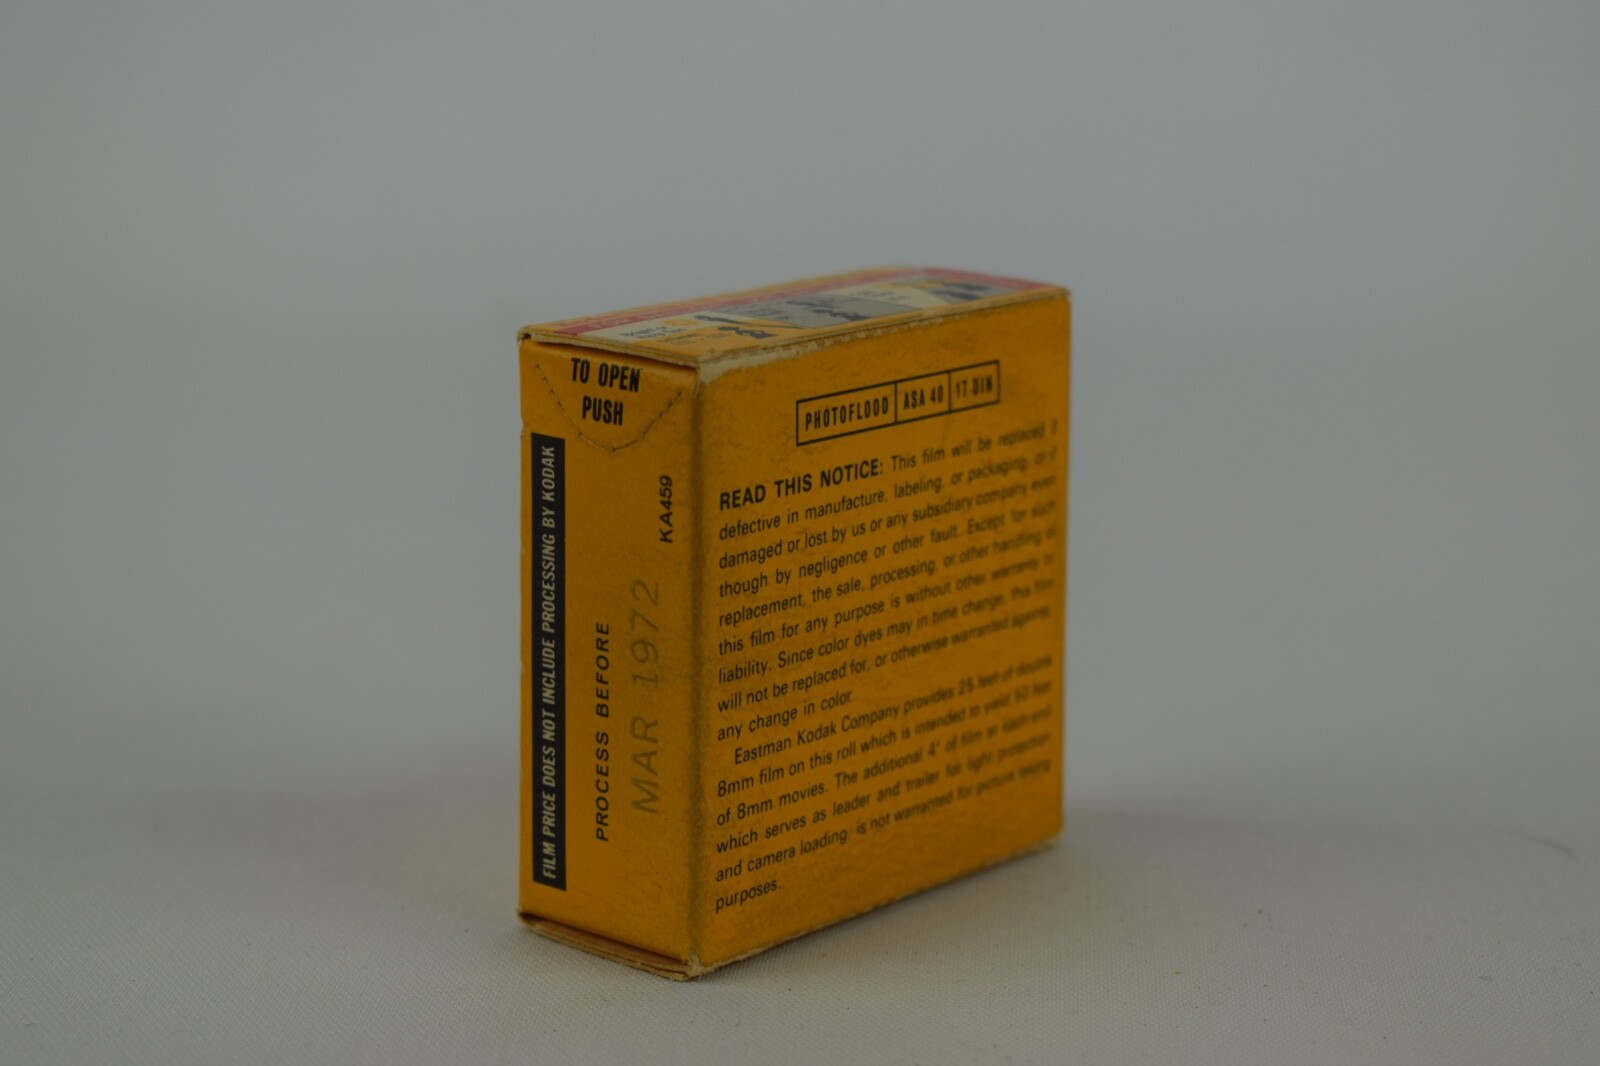 TO OPEN
PUSH
FILM PRICE DOES NOT INCLUDE PROCESSING BY KODAK
PROCESS BEFORE
MAR 1972
KA459
PHOTOFLOOD ASA 40 17 DIN
READ THIS NOTICE: This film will be replaced if
defective in manufacture, labeling, or packaging, or if
damaged or lost by us or any subsidiary company even
though by negligence or other fault. Except for such
replacement, the sale, processing, or other handling of
this film for any purpose is without other warranty or
liability. Since color dyes may in time change, this film
will not be replaced for, or otherwise warranted against
any change in color.
Eastman Kodak Company provides 25 feet of double
8mm film on this roll which is intended to yield 50 feet
of 8mm movies. The additional 4' of film at each end
which serves as leader and trailer for light protection
and camera loading, is not warranted for picture taking
purposes.